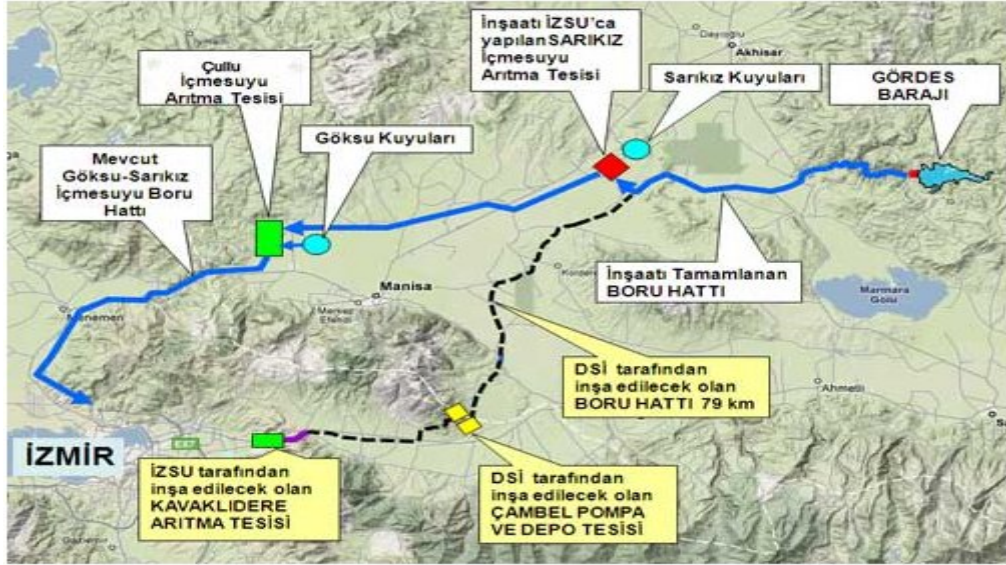 Çullu
İçmesuyu
Arıtma Tesisi
İnşaatı İZSU'ca
yapılan SARIKIZ
İçmesuyu
Arıtma Tesisi
Dayıoğlu
Akhisar
Sarıkız Kuyuları
GÖRDES
BARAJI
Göksu Kuyuları
Mevcut
Göksu-Sarıkız
İçmesuyu Boru
Hattı
Manisa
İnşaatı Tamamlanan
BORU HATTI
Marmara
Gölü
Menemen
DSİ tarafından
inşa edilecek olan
BORU HATTI 79 km
Ahmetli
İZMİR
E87
İZSU tarafından
inşa edilecek olan
KAVAKLIDERE
ARITMA TESİSİ
DSİ tarafından
inşa edilecek olan
ÇAMBEL POMPA
VE DEPO TESİSİ